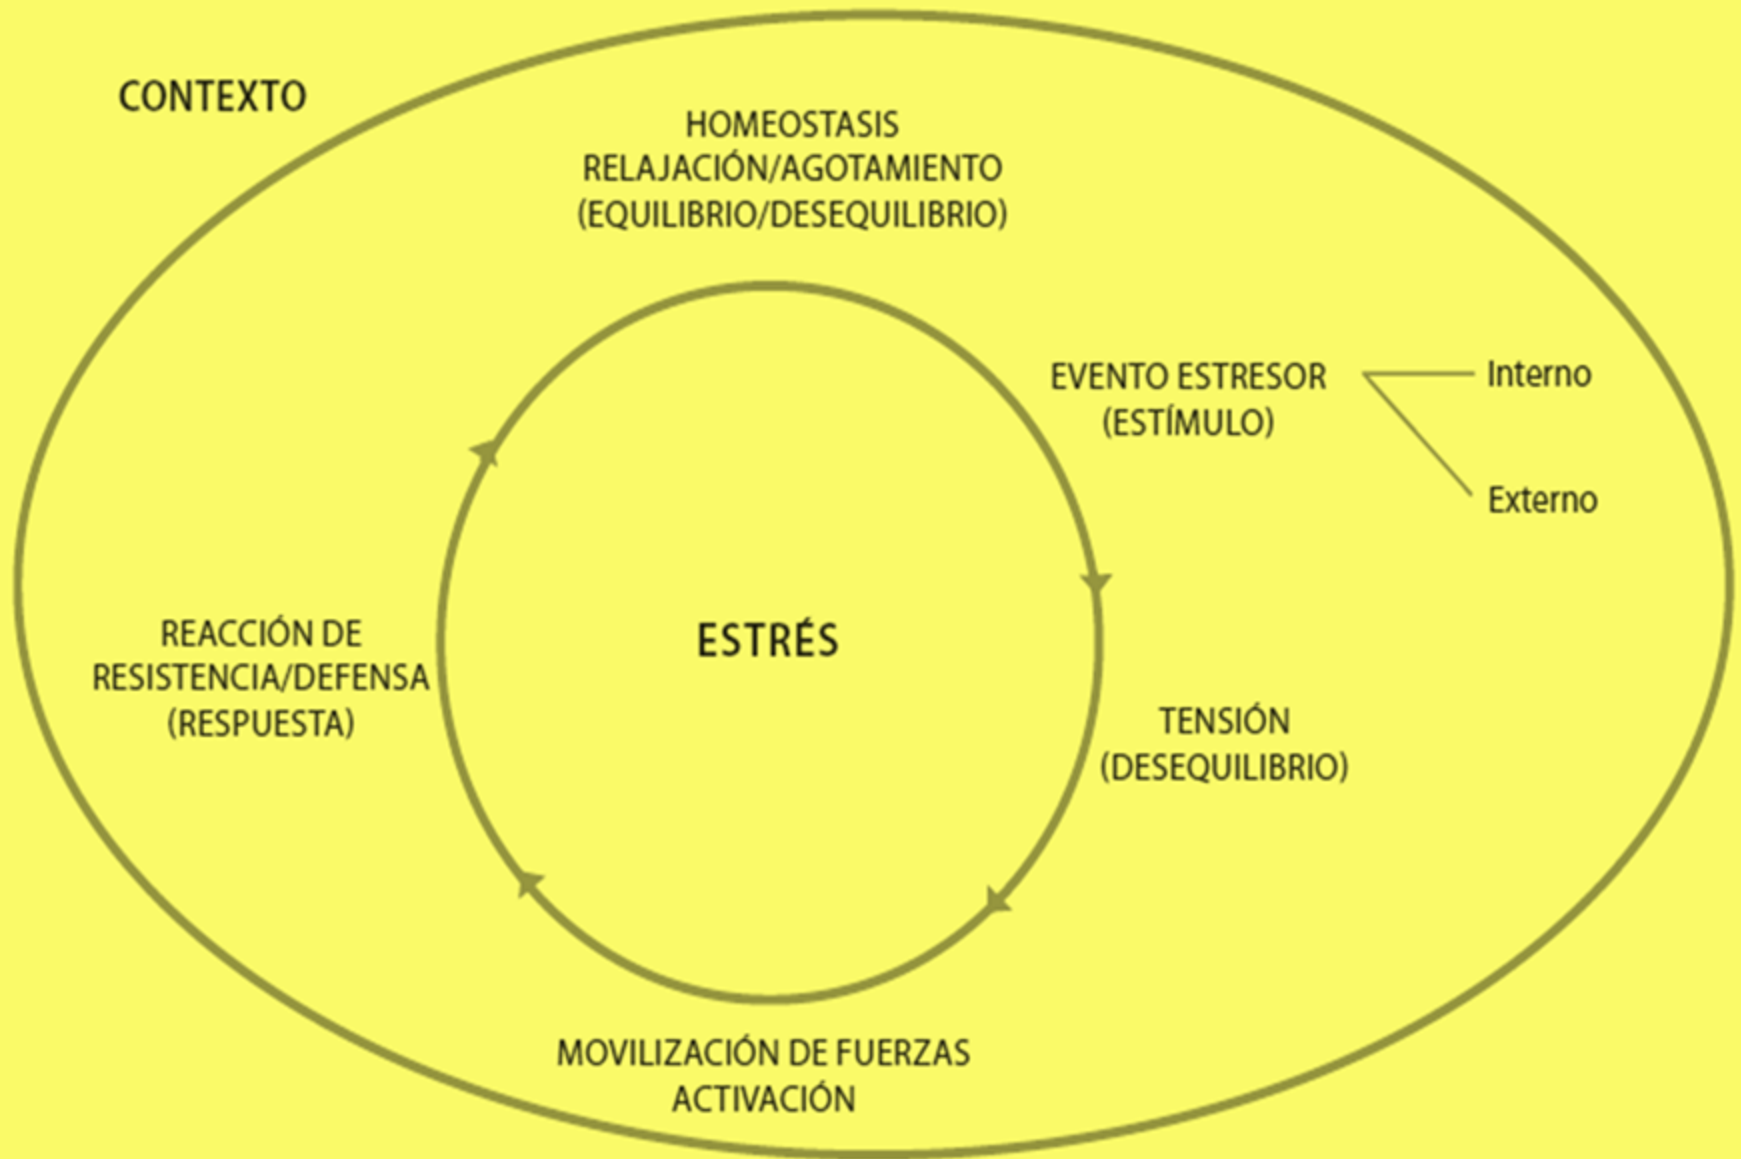 CONTEXTO
HOMEOSTASIS
RELAJACIÓN/AGOTAMIENTO
(EQUILIBRIO/DESEQUILIBRIO)
EVENTO ESTRESOR
(ESTÍMULO)
Interno
Externo
ESTRÉS
TENSIÓN
(DESEQUILIBRIO)
MOVILIZACIÓN DE FUERZAS
ACTIVACIÓN
REACCIÓN DE
RESISTENCIA/DEFENSA
(RESPUESTA)